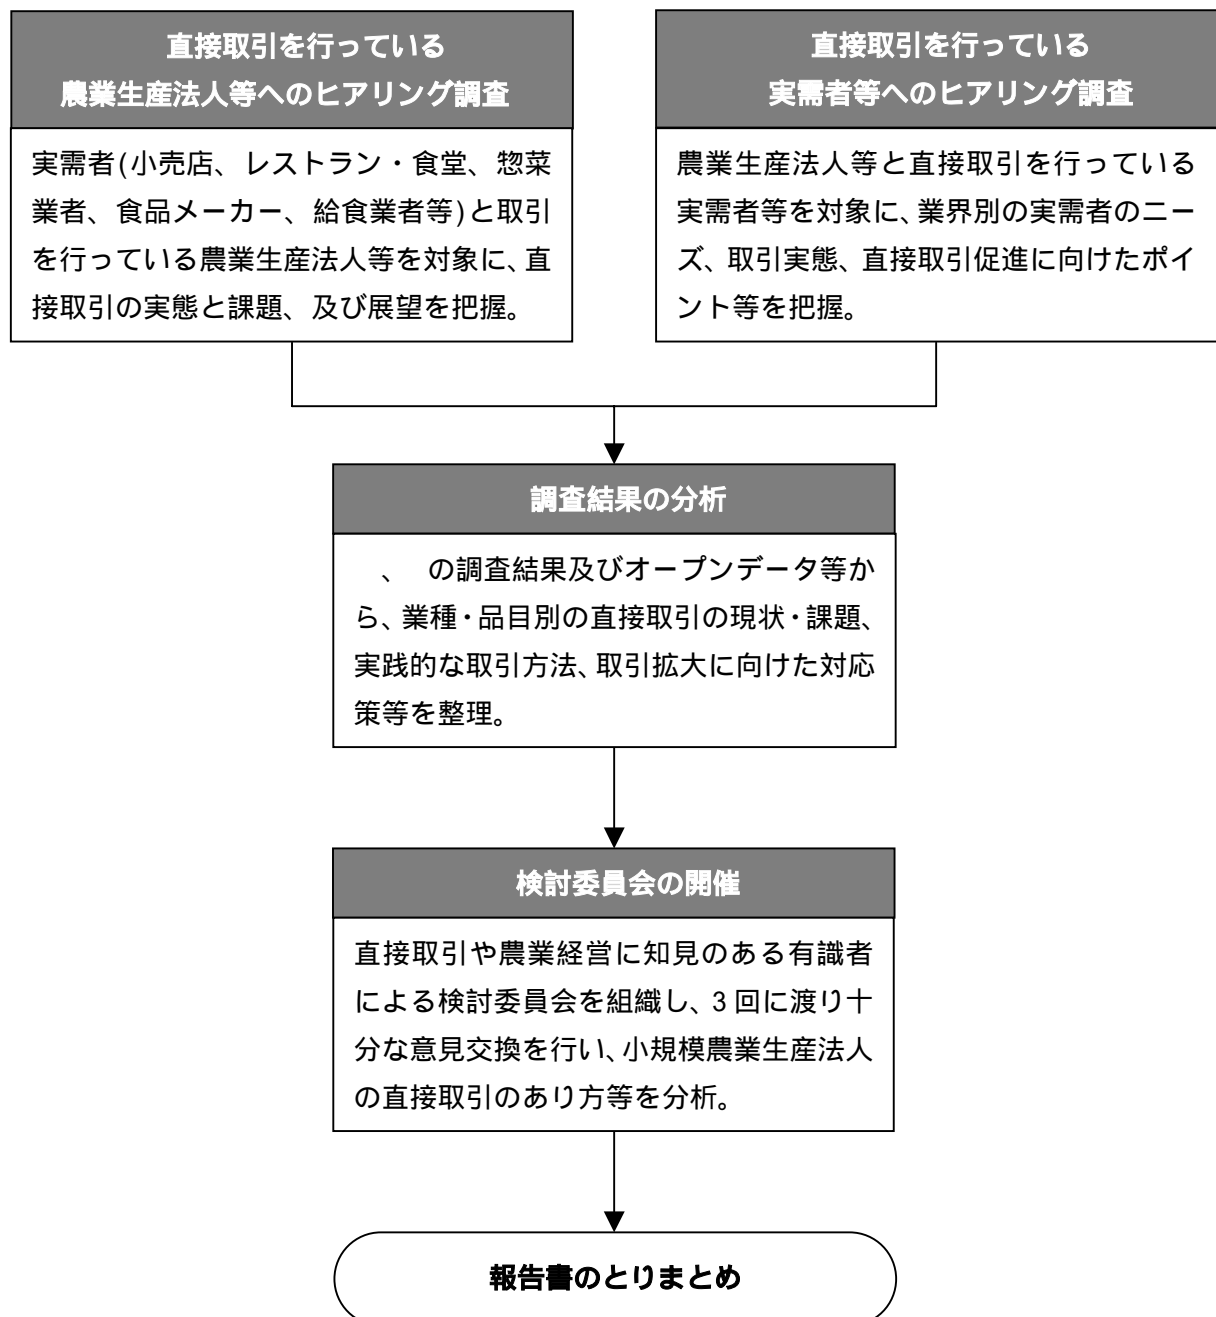 直接取引を行っている
農業生産法人等へのヒアリング調査
実需者(小売店、レストラン・食堂、惣菜
業者、食品メーカー、給食業者等)と取引
を行っている農業生産法人等を対象に、直
接取引の実態と課題、及び展望を把握。
直接取引を行っている
実需者等へのヒアリング調査
農業生産法人等と直接取引を行っている
実需者等を対象に、業界別の実需者のニー
ズ、取引実態、直接取引促進に向けたポイ
ント等を把握。
調査結果の分析
、　の調査結果及びオープンデータ等か
ら、業種・品目別の直接取引の現状・課題、
実践的な取引方法、取引拡大に向けた対応
策等を整理。
検討委員会の開催
直接取引や農業経営に知見のある有識者
による検討委員会を組織し、3回に渡り十
分な意見交換を行い、小規模農業生産法人
の直接取引のあり方等を分析。
報告書のとりまとめ